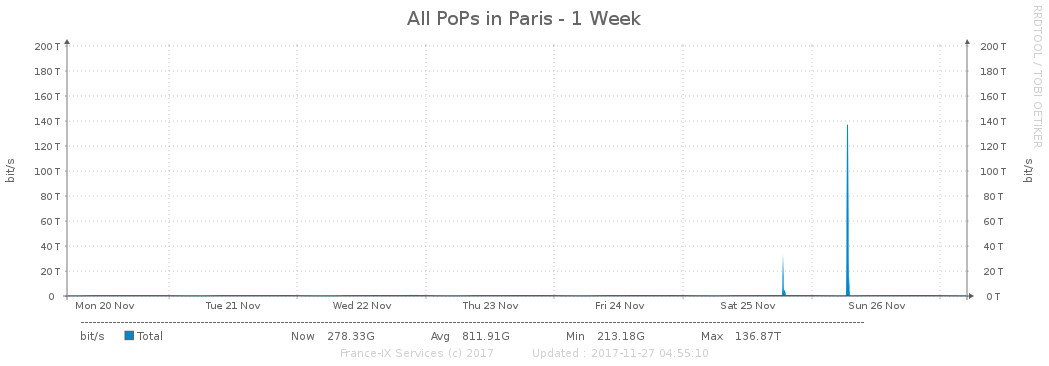 All PoPs in Paris - 1 Week
RRDTOOL / TOBI OETIKER
bit/s
200 T 200 T
180 T 180 T
160 T 160 T
140 T 140 T
120 T 120 T
100 T 100 T
80 T 80 T
60 T 60 T
40 T 40 T
20 T 20 T
0 0 T
bit/s
Mon 20 Nov Tue 21 Nov Wed 22 Nov Thu 23 Nov Fri 24 Nov Sat 25 Nov Sun 26 Nov
bit/s Total Now 278.33G Avg 811.91G Min 213.18G Max 136.87T
France-IX Services (c) 2017 Updated : 2017-11-27 04:55:10